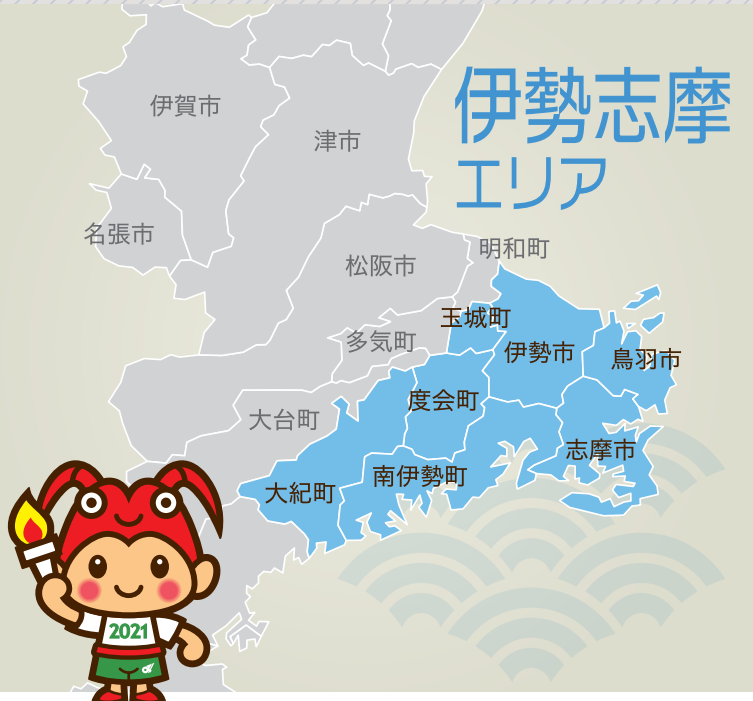 伊勢志摩
エリア
伊賀市
津市
名張市
松阪市
明和町
玉城町
多気町
伊勢市
鳥羽市
度会町
大台町
志摩市
南伊勢町
大紀町
2021